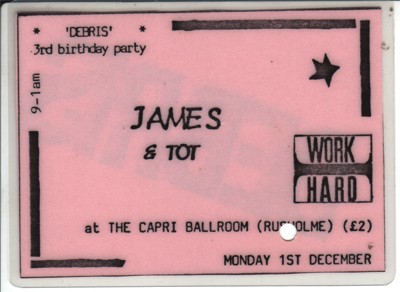 * 'DEBRIS' *
3rd birthday party
9-1am
JAMES
& TOT
WORK
HARD
at THE CAPRI BALLROOM (RUSHOLME) (£2)
MONDAY 1ST DECEMBER